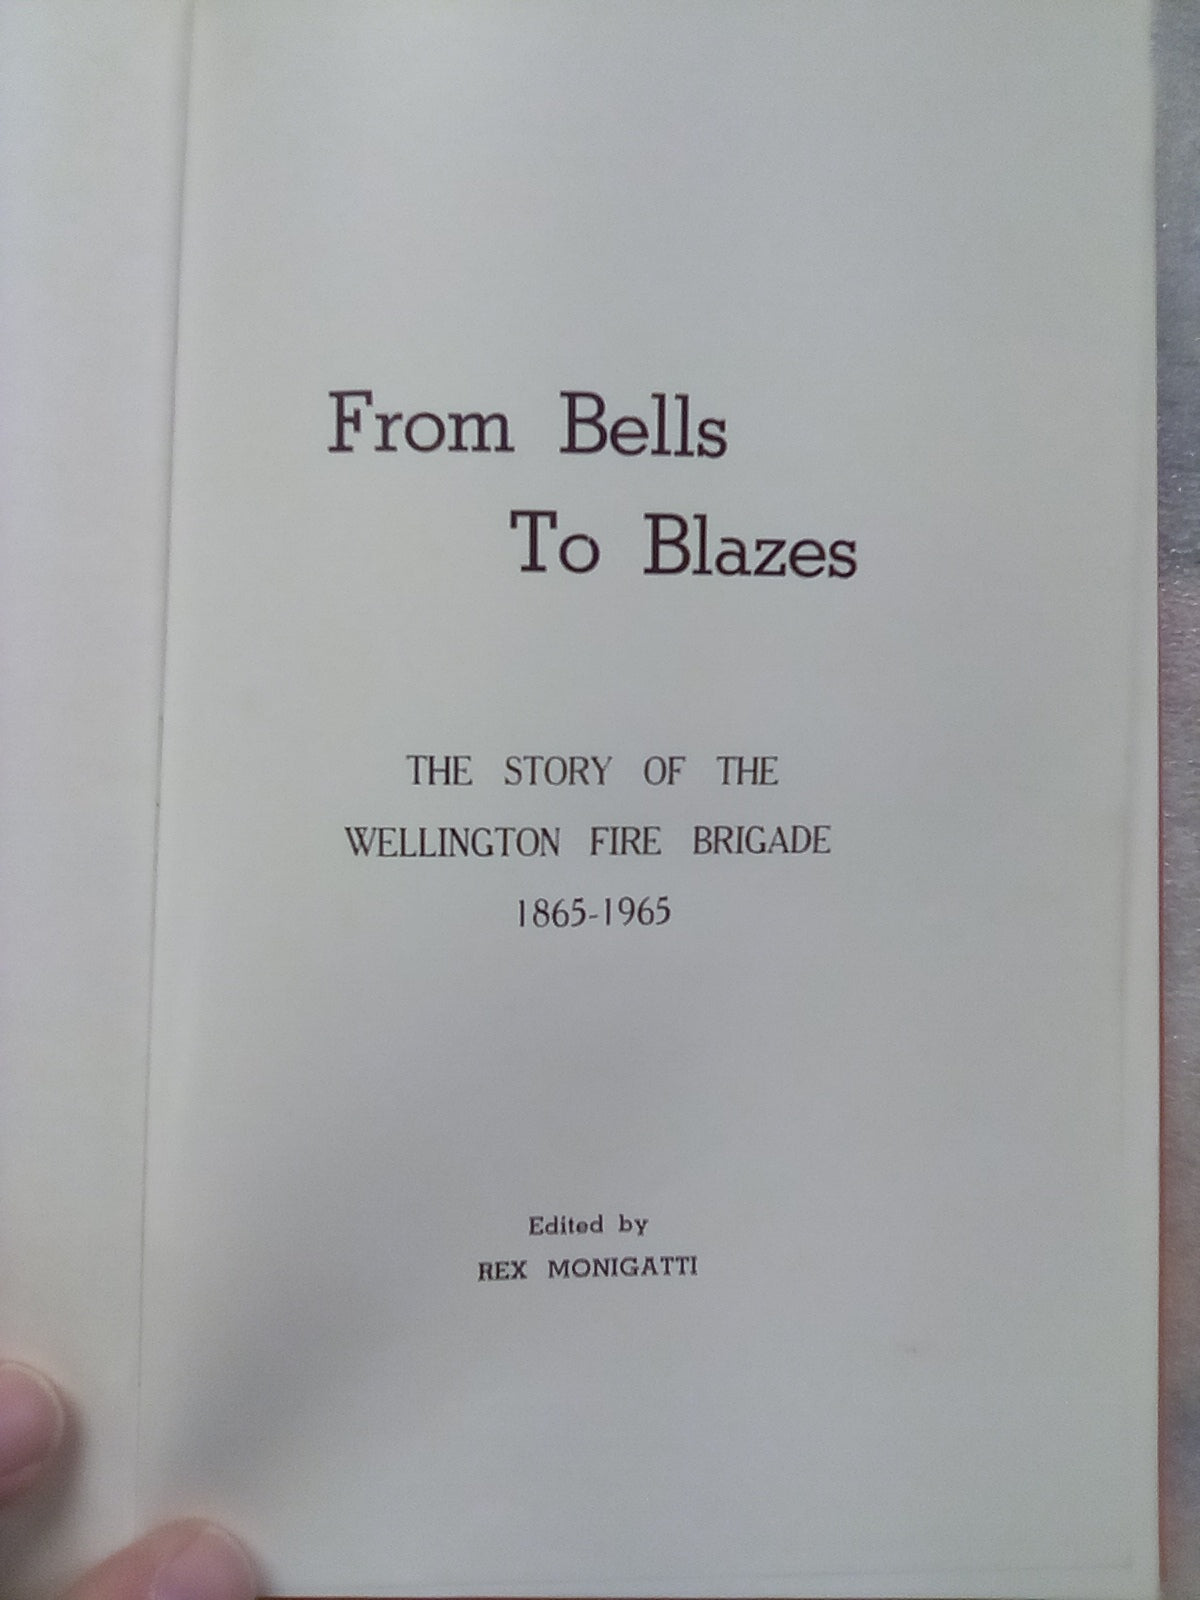 From Bells
To Blazes
THE STORY OF THE
WELLINGTON FIRE BRIGADE
1865-1965
Edited by
REX MONIGATTI